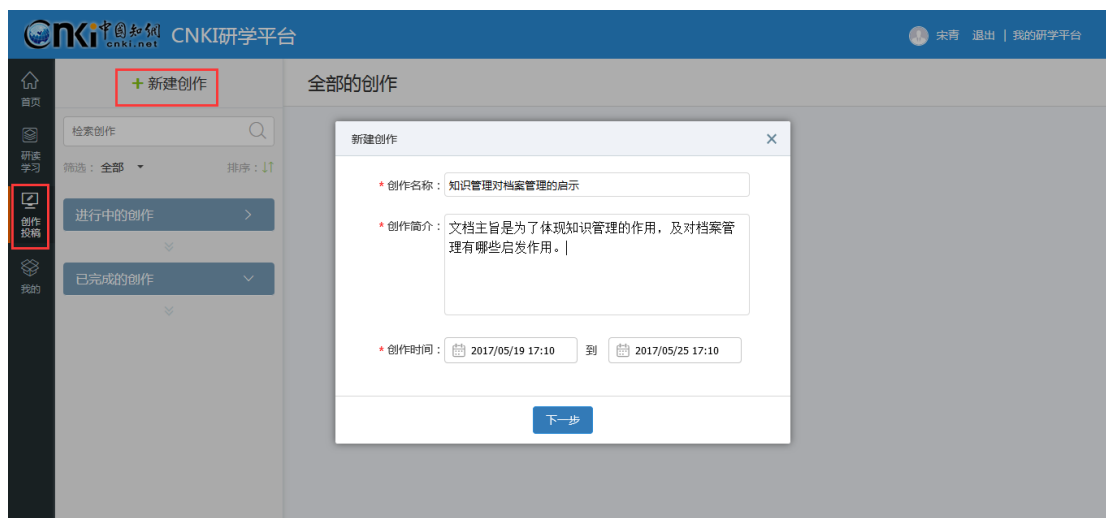 CNKI中国知网 cnki.net CNKI研学平台
宋青 退出 | 我的研学平台
首页
研读
学习
创作
投稿
我的
+ 新建创作
检索创作
筛选：全部
排序：
进行中的创作
已完成的创作
全部的创作
新建创作
* 创作名称：知识管理对档案管理的启示
* 创作简介：文档主旨是为了体现知识管理的作用，及对档案管
理有哪些启发作用。
* 创作时间：2017/05/19 17:10 到 2017/05/25 17:10
下一步